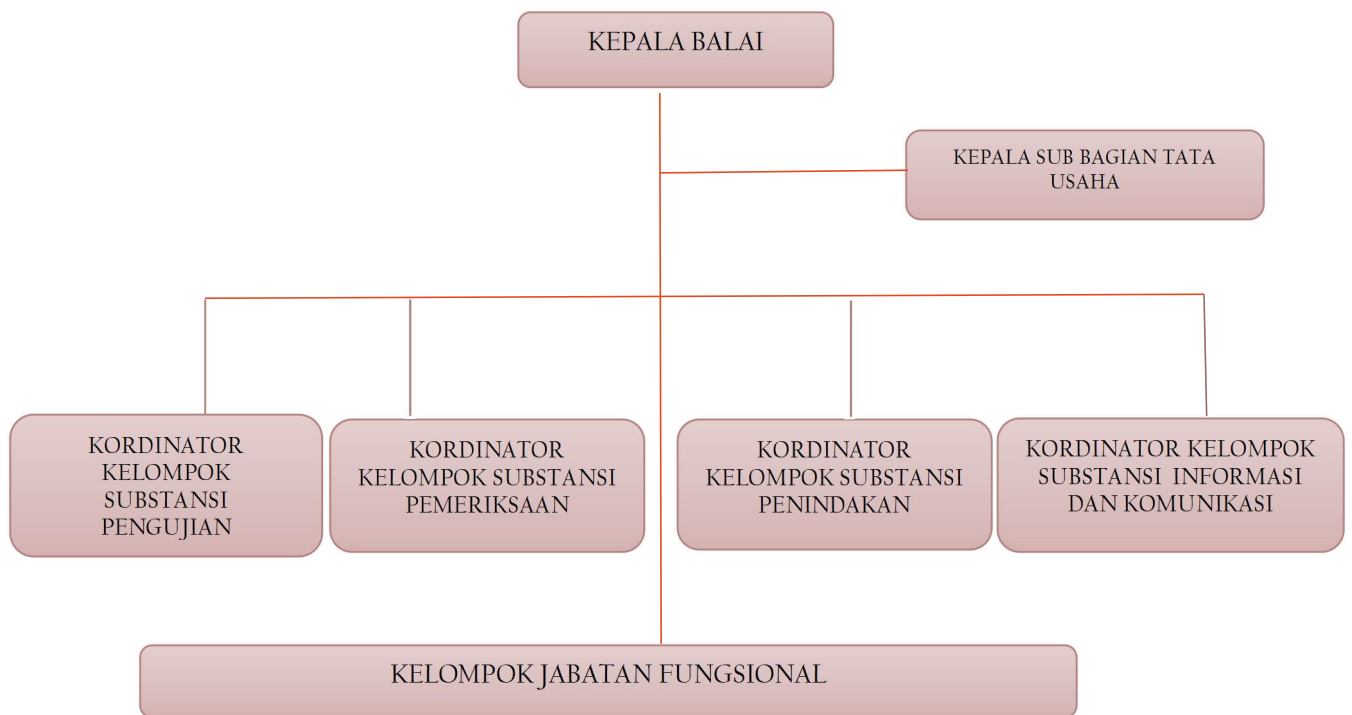 KEPALA BALAI
KEPALA SUB BAGIAN TATA
USAHA
KORDINATOR
KELOMPOK
SUBSTANSI
PENGUJIAN
KORDINATOR
KELOMPOK SUBSTANSI
PEMERIKSAAN
KORDINATOR
KELOMPOK SUBSTANSI
PENINDAKAN
KORDINATOR KELOMPOK
SUBSTANSI INFORMASI
DAN KOMUNIKASI
KELOMPOK JABATAN FUNGSIONAL